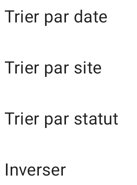 Trier par date
Trier par site
Trier par statut
Inverser